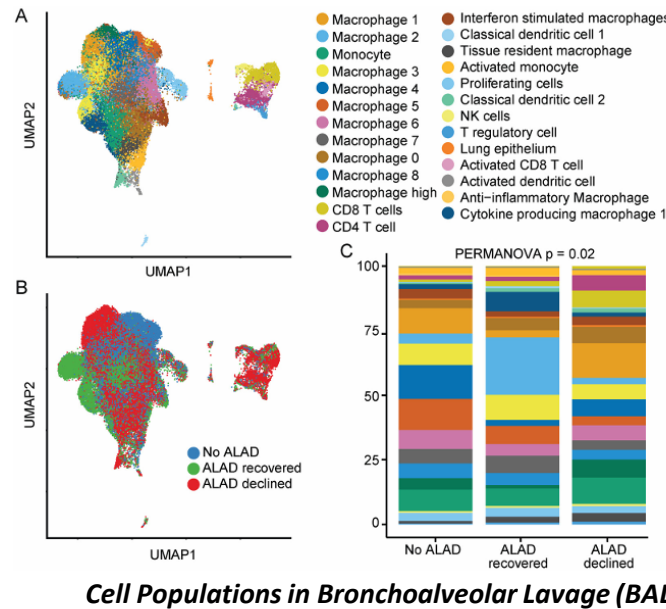 A
UMAP2
UMAP1
Macrophage 1
Macrophage 2
Monocyte
Macrophage 3
Macrophage 4
Macrophage 5
Macrophage 6
Macrophage 7
Macrophage 0
Macrophage 8
Macrophage high
CD8 T cells
CD4 T cell
Interferon stimulated macrophages
Classical dendritic cell 1
Tissue resident macrophage
Activated monocyte
Proliferating cells
Classical dendritic cell 2
NK cells
T regulatory cell
Lung epithelium
Activated CD8 T cell
Activated dendritic cell
Anti-inflammatory Macrophage
Cytokine producing macrophage 1
B
UMAP2
UMAP1
No ALAD
ALAD recovered
ALAD declined
C
PERMANOVA p = 0.02
100
75
50
25
0
No ALAD
ALAD
recovered
ALAD
declined
Cell Populations in Bronchoalveolar Lavage (BAL